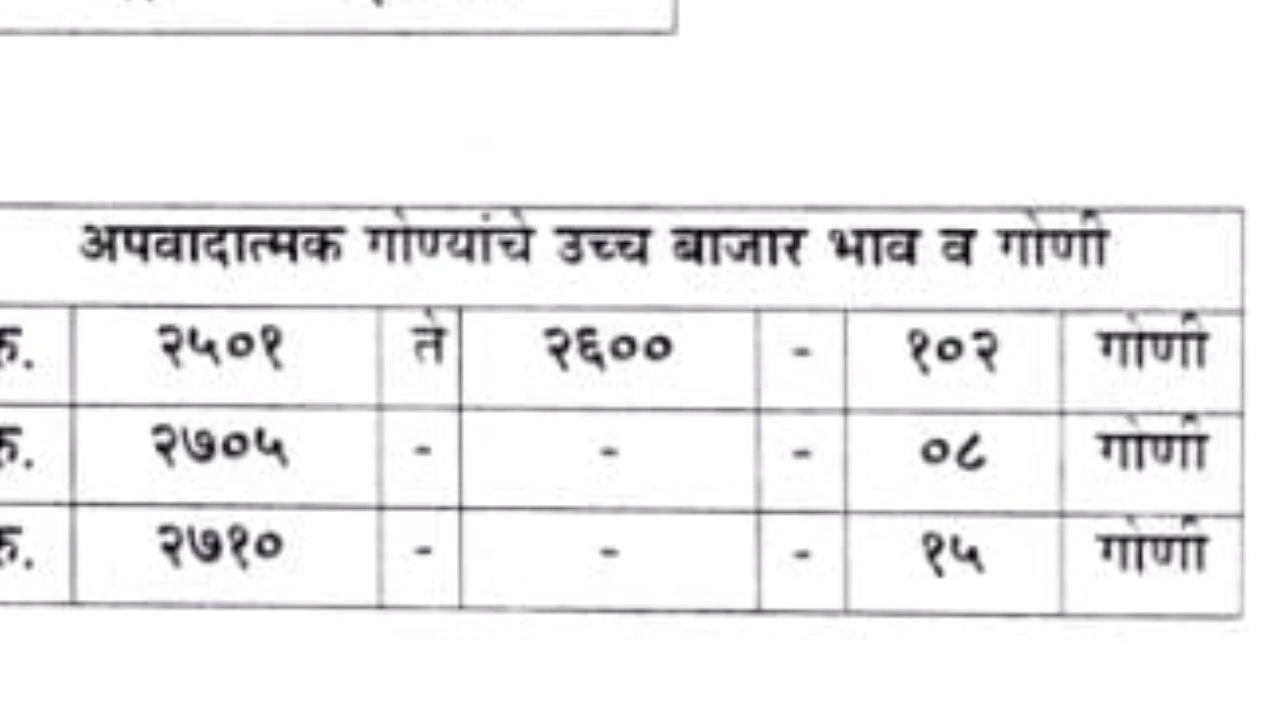 अपवादात्मक गोण्यांचे उच्च बाजार भाव व गोणी
रु. २५०१ ते २६०० - १०२ गोणी
रु. २७०५ - - - ०८ गोणी
रु. २७१० - - - १५ गोणी